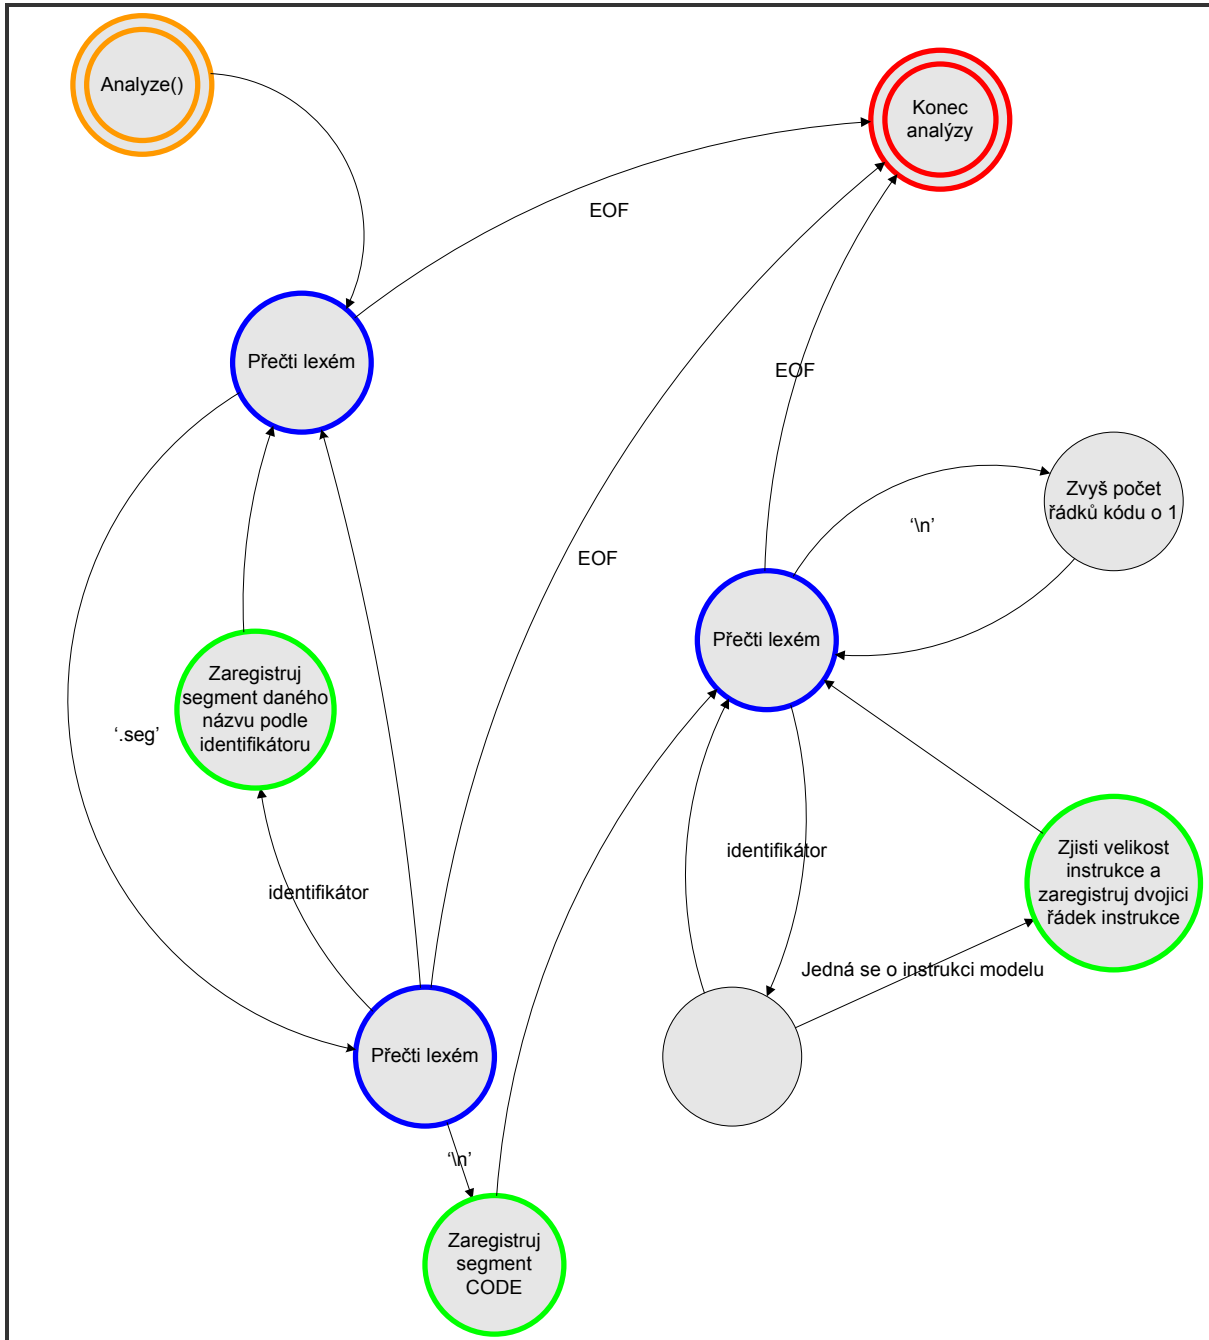 Analyze()
Konec
analýzy
EOF
Přečti lexém
EOF
Zvyš počet
řádků kódu o 1
‘\n’
EOF
Přečti lexém
Zaregistruj
segment daného
názvu podle
identifikátoru
‘.seg’
identifikátor
Zjisti velikost
instrukce a
zaregistruj dvojici
řádek instrukce
identifikátor
Jedná se o instrukci modelu
Přečti lexém
‘\n’
Zaregistruj
segment
CODE